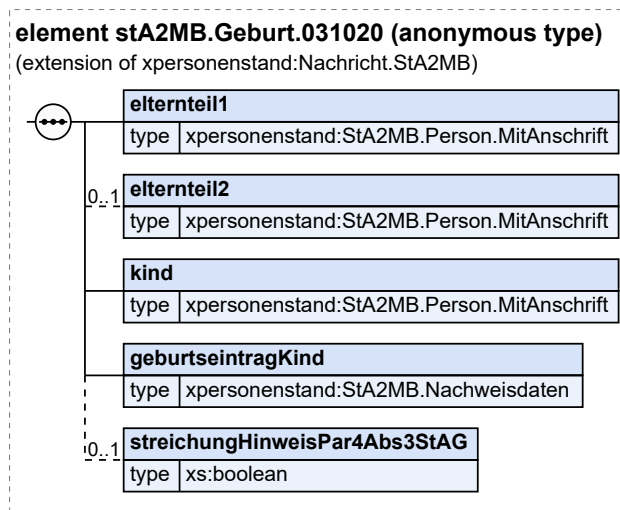 element stA2MB.Geburt.031020 (anonymous type)
(extension of xpersonenstand:Nachricht.StA2MB)
elternteil1
type xpersonenstand:StA2MB.Person.MitAnschrift
0..1
elternteil2
type xpersonenstand:StA2MB.Person.MitAnschrift
kind
type xpersonenstand:StA2MB.Person.MitAnschrift
geburtseintragKind
type xpersonenstand:StA2MB.Nachweisdaten
0..1
streichungHinweisPar4Abs3StAG
type xs:boolean